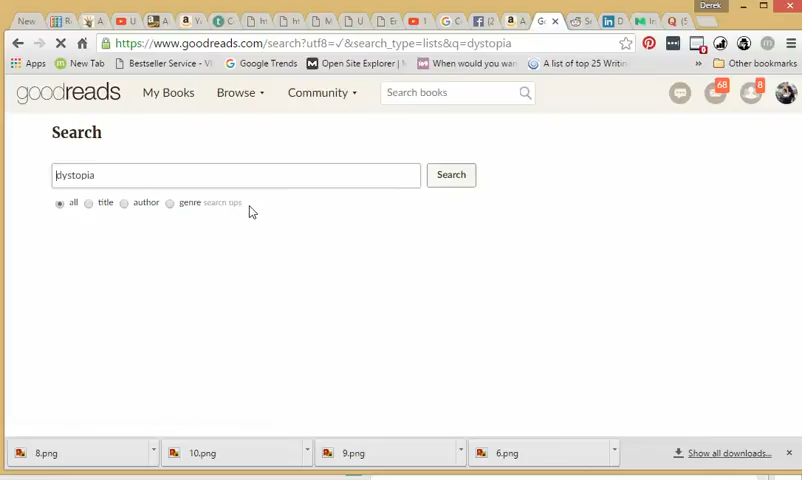 Derek
New
https://www.goodreads.com/search?utf8=√&search_type=lists&q=dystopia
Apps New Tab Bestseller Service - VI Google Trends Open Site Explorer | M When would you wan A list of top 25 Writin » Other bookmarks
goodreads My Books Browse Community Search books 68 8
Search
dystopia Search
all title author genre search tips
8.png 10.png 9.png 6.png Show all downloads...